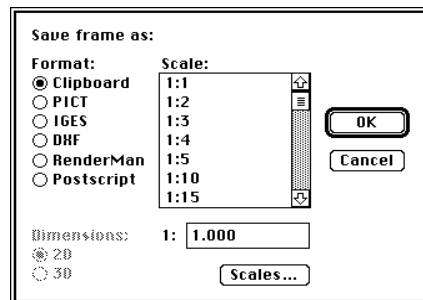 Save frame as:
Format:
Clipboard
PICT
IGES
DXF
RenderMan
Postscript
Scale:
1:1
1:2
1:3
1:4
1:5
1:10
1:15
OK
Cancel
Dimensions:
2D
3D
1: 1.000
Scales...